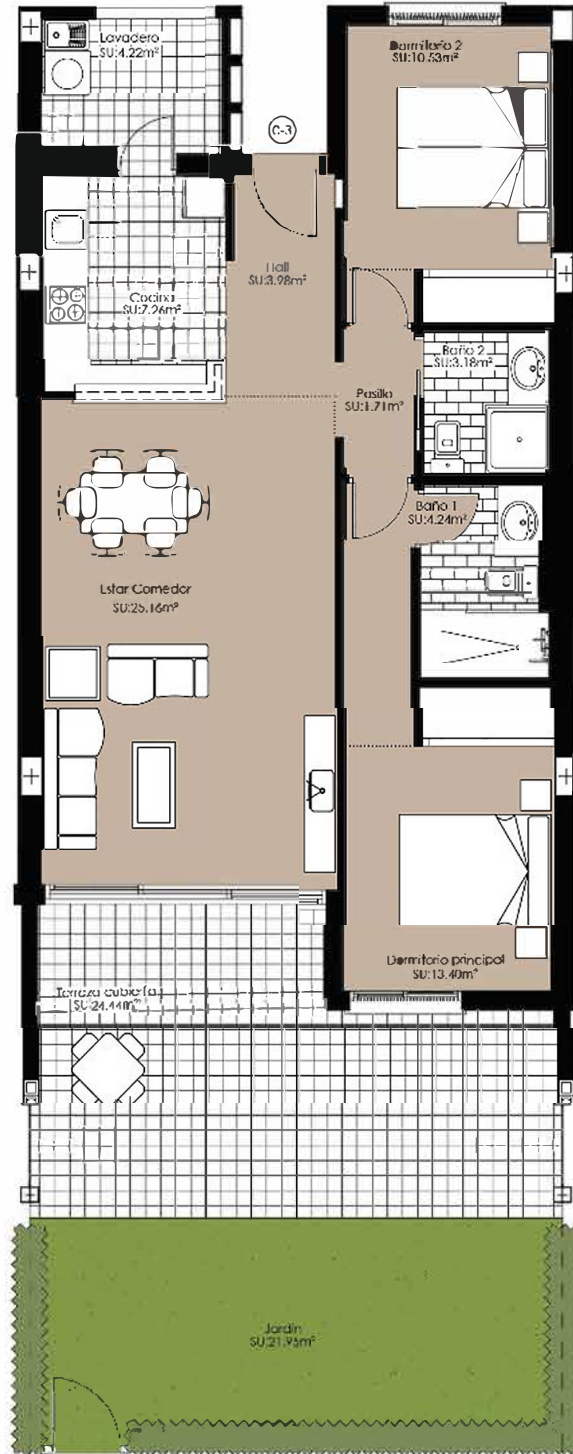 Lavadero
SU:4.22m²
Dormitorio 2
SU:10.53m²
C-3
Hall
SU:3.98m²
Cocina
SU:7.26m²
Baño 2
SU:3.18m²
Pasillo
SU:1.71m²
Baño 1
SU:4.24m²
Estar Comedor
SU:25.16m²
Dormitorio principal
SU:13.40m²
Terraza cubierta
SU:24.44m²
Jardín
SU:21.95m²